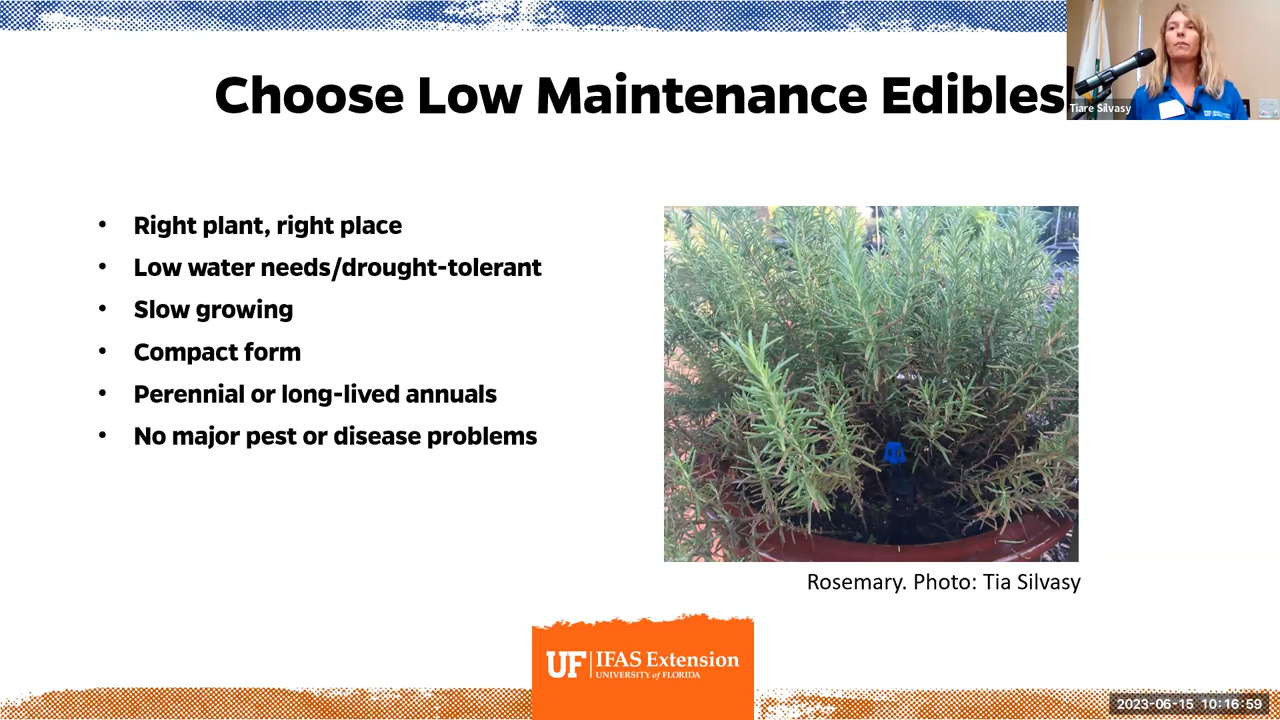 Choose Low Maintenance Edibles
Tiare Silvasy
• Right plant, right place
• Low water needs/drought-tolerant
• Slow growing
• Compact form
• Perennial or long-lived annuals
• No major pest or disease problems
Rosemary. Photo: Tia Silvasy
UF IFAS Extension
UNIVERSITY of FLORIDA
2023-06-15 10:16:59